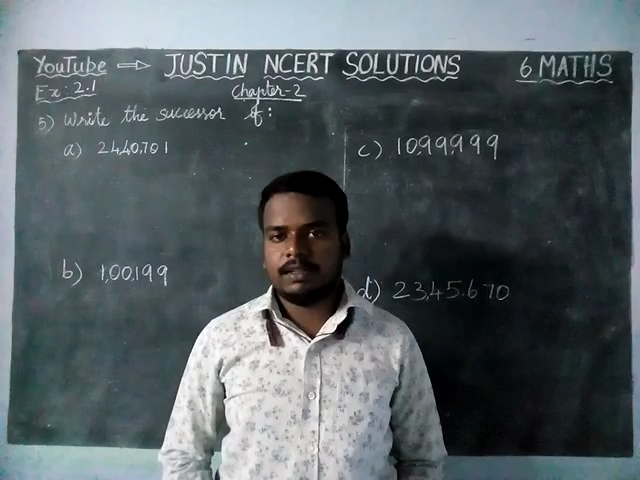 YouTube ⇒ JUSTIN NCERT SOLUTIONS 6 MATHS
Ex: 2.1 Chapter-2
5) Write the successor of:
a) 24,40,701
c) 10,99,999
b) 1,00,199
d) 23,45,670